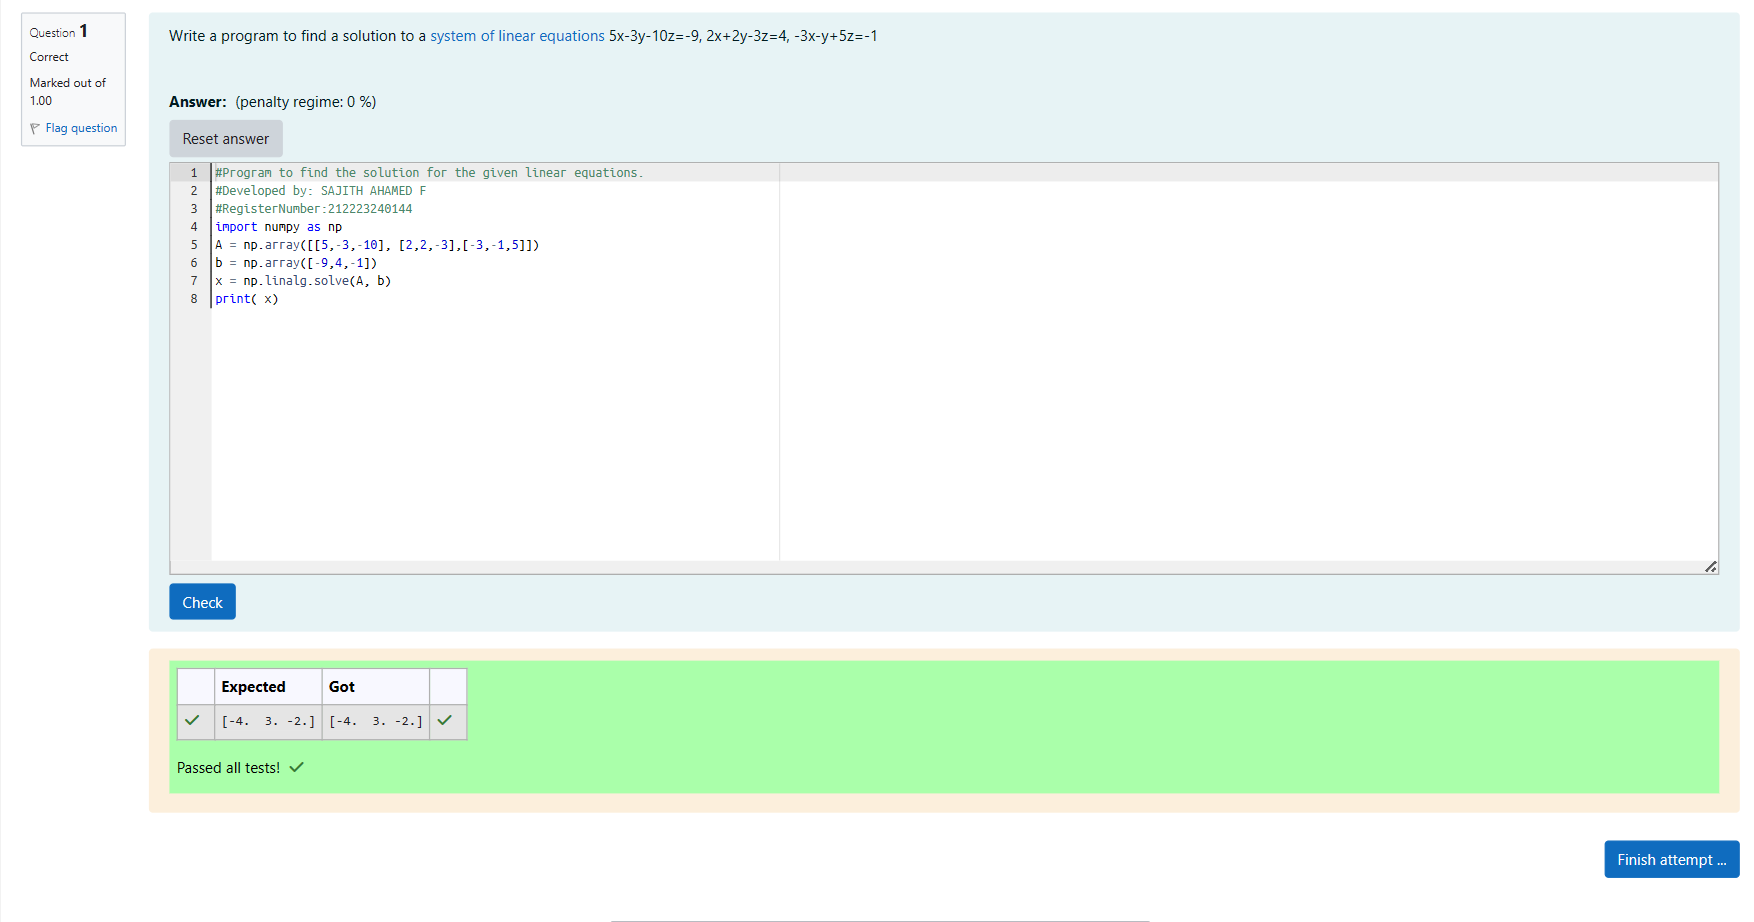 Question 1
Correct
Marked out of
1.00
Flag question
Write a program to find a solution to a system of linear equations 5x-3y-10z=-9, 2x+2y-3z=4, -3x-y+5z=-1
Answer: (penalty regime: 0 %)
Reset answer
1 #Program to find the solution for the given linear equations.
2 #Developed by: SAJITH AHAMED F
3 #RegisterNumber:212223240144
4 import numpy as np
5 A = np.array([[5,-3,-10], [2,2,-3],[-3,-1,5]])
6 b = np.array([-9,4,-1])
7 x = np.linalg.solve(A, b)
8 print( x)
Check
Expected Got
[-4.  3. -2.] [-4.  3. -2.]
Passed all tests!
Finish attempt ...